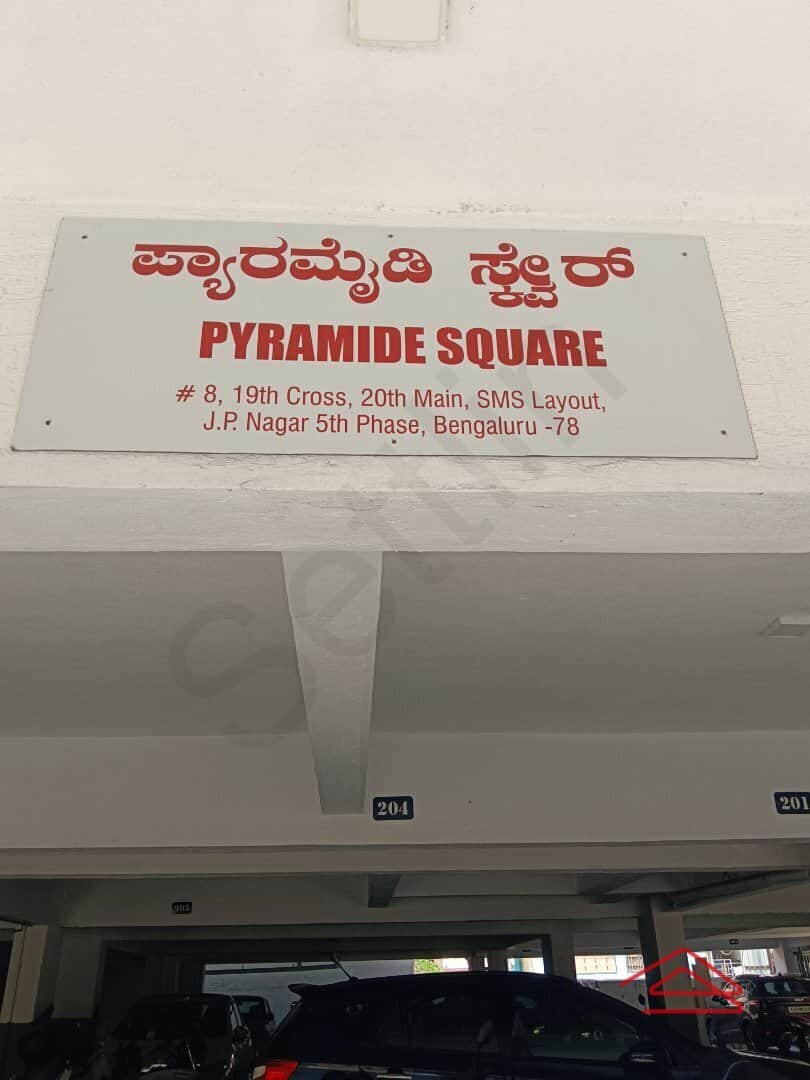 ಪ್ಯಾರಮೈಡಿ ಸ್ಕ್ವೇರ್
PYRAMIDE SQUARE
# 8, 19th Cross, 20th Main, SMS Layout,
J.P. Nagar 5th Phase, Bengaluru -78
204
201